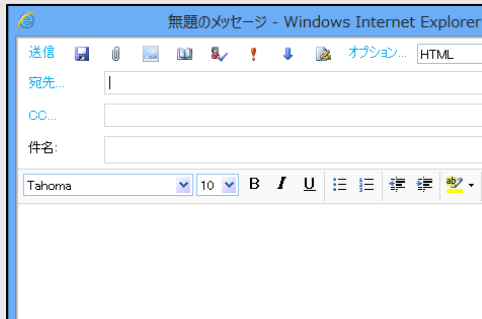 無題のメッセージ - Windows Internet Explorer
送信 オプション... HTML
宛先...
CC...
件名:
Tahoma 10 B I U ab